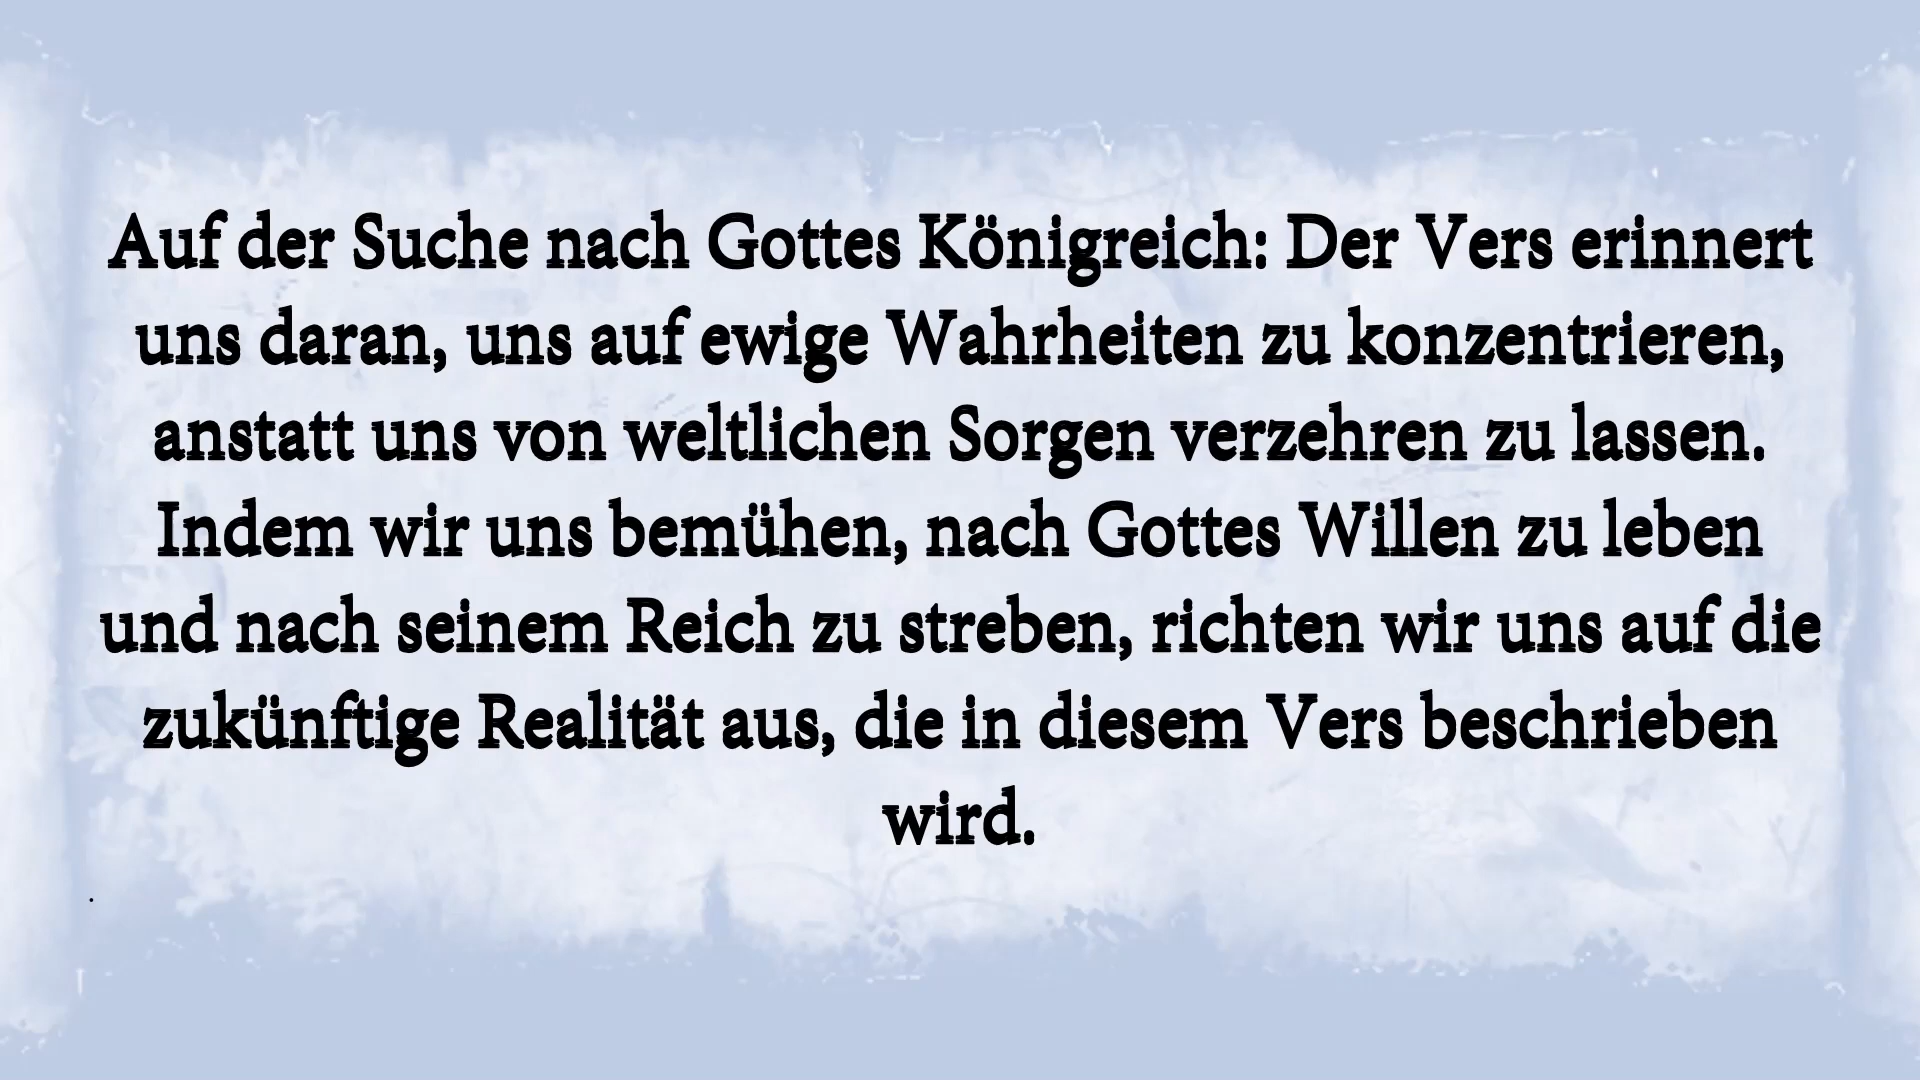 Auf der Suche nach Gottes Königreich: Der Vers erinnert
uns daran, uns auf ewige Wahrheiten zu konzentrieren,
anstatt uns von weltlichen Sorgen verzehren zu lassen.
Indem wir uns bemühen, nach Gottes Willen zu leben
und nach seinem Reich zu streben, richten wir uns auf die
zukünftige Realität aus, die in diesem Vers beschrieben
wird.
.